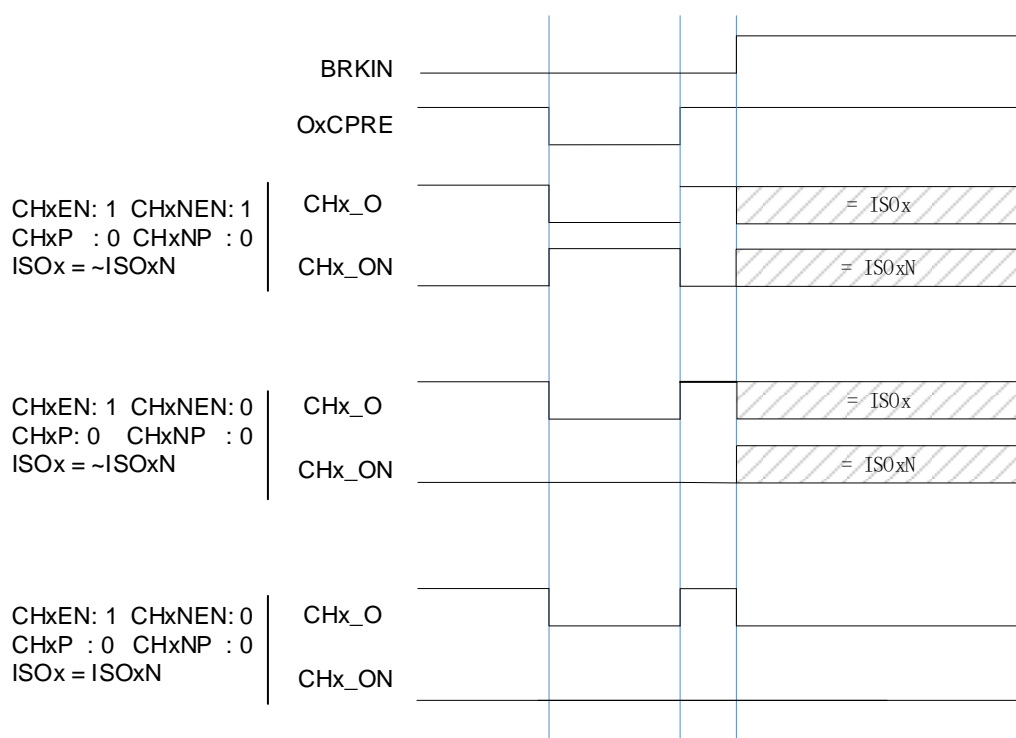 BRKIN
OxCPRE
CHxEN: 1 CHxNEN: 1
CHxP : 0 CHxNP : 0
ISOx = ~ISOxN
CHx_O
= ISOx
CHx_ON
= ISOxN
CHxEN: 1 CHxNEN: 0
CHxP: 0 CHxNP : 0
ISOx = ~ISOxN
CHx_O
= ISOx
CHx_ON
= ISOxN
CHxEN: 1 CHxNEN: 0
CHxP : 0 CHxNP : 0
ISOx = ISOxN
CHx_O
CHx_ON